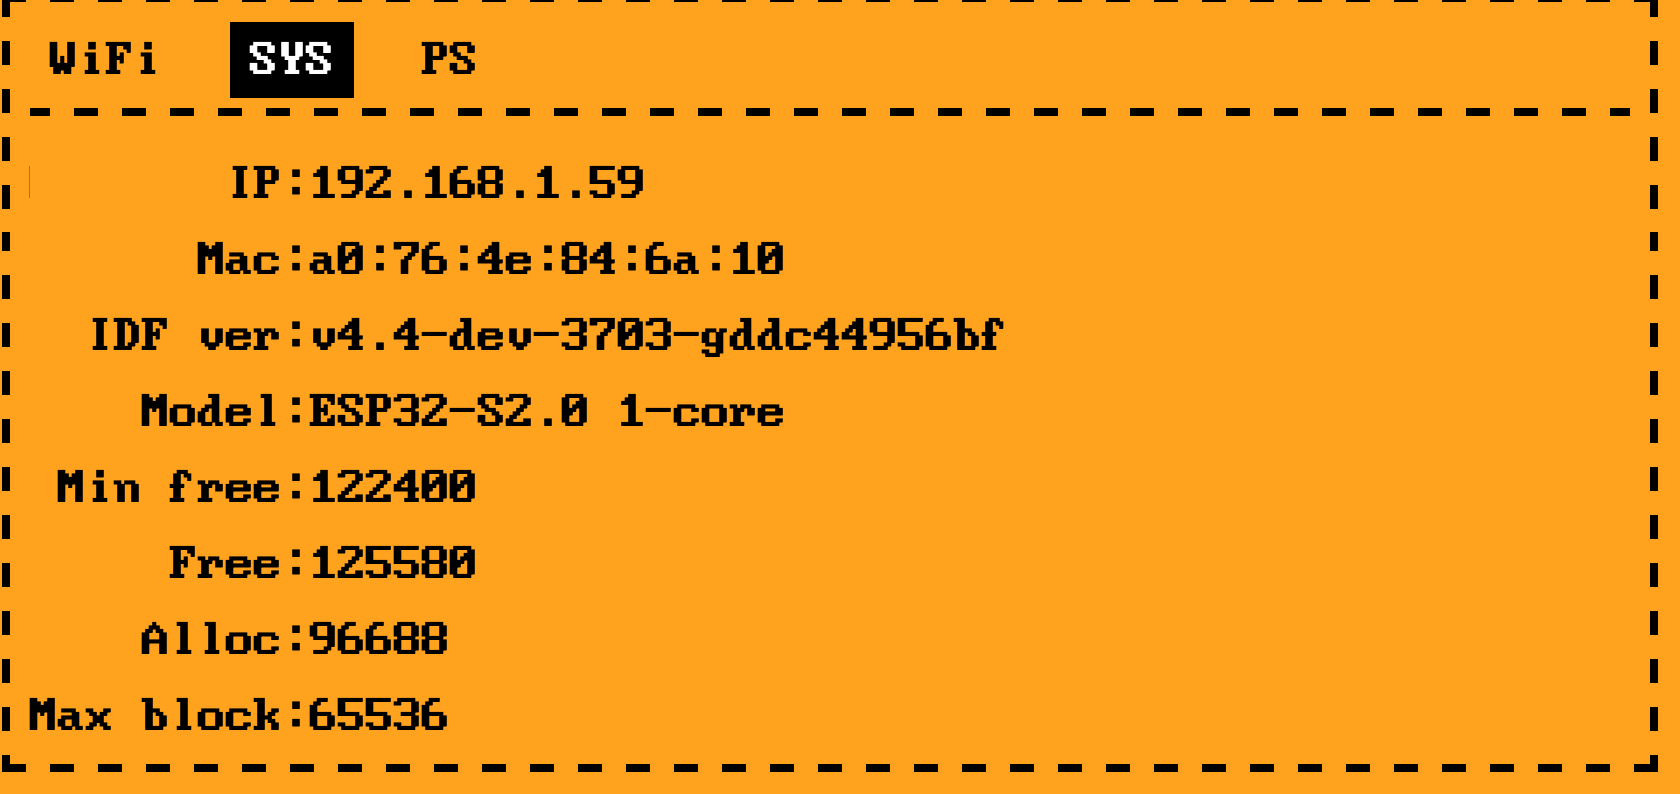 WiFi SYS PS
IP:192.168.1.59
Mac:a0:76:4e:84:6a:10
IDF ver:v4.4-dev-3703-gddc44956bf
Model:ESP32-S2.0 1-core
Min free:122400
Free:125580
Alloc:96688
Max block:65536